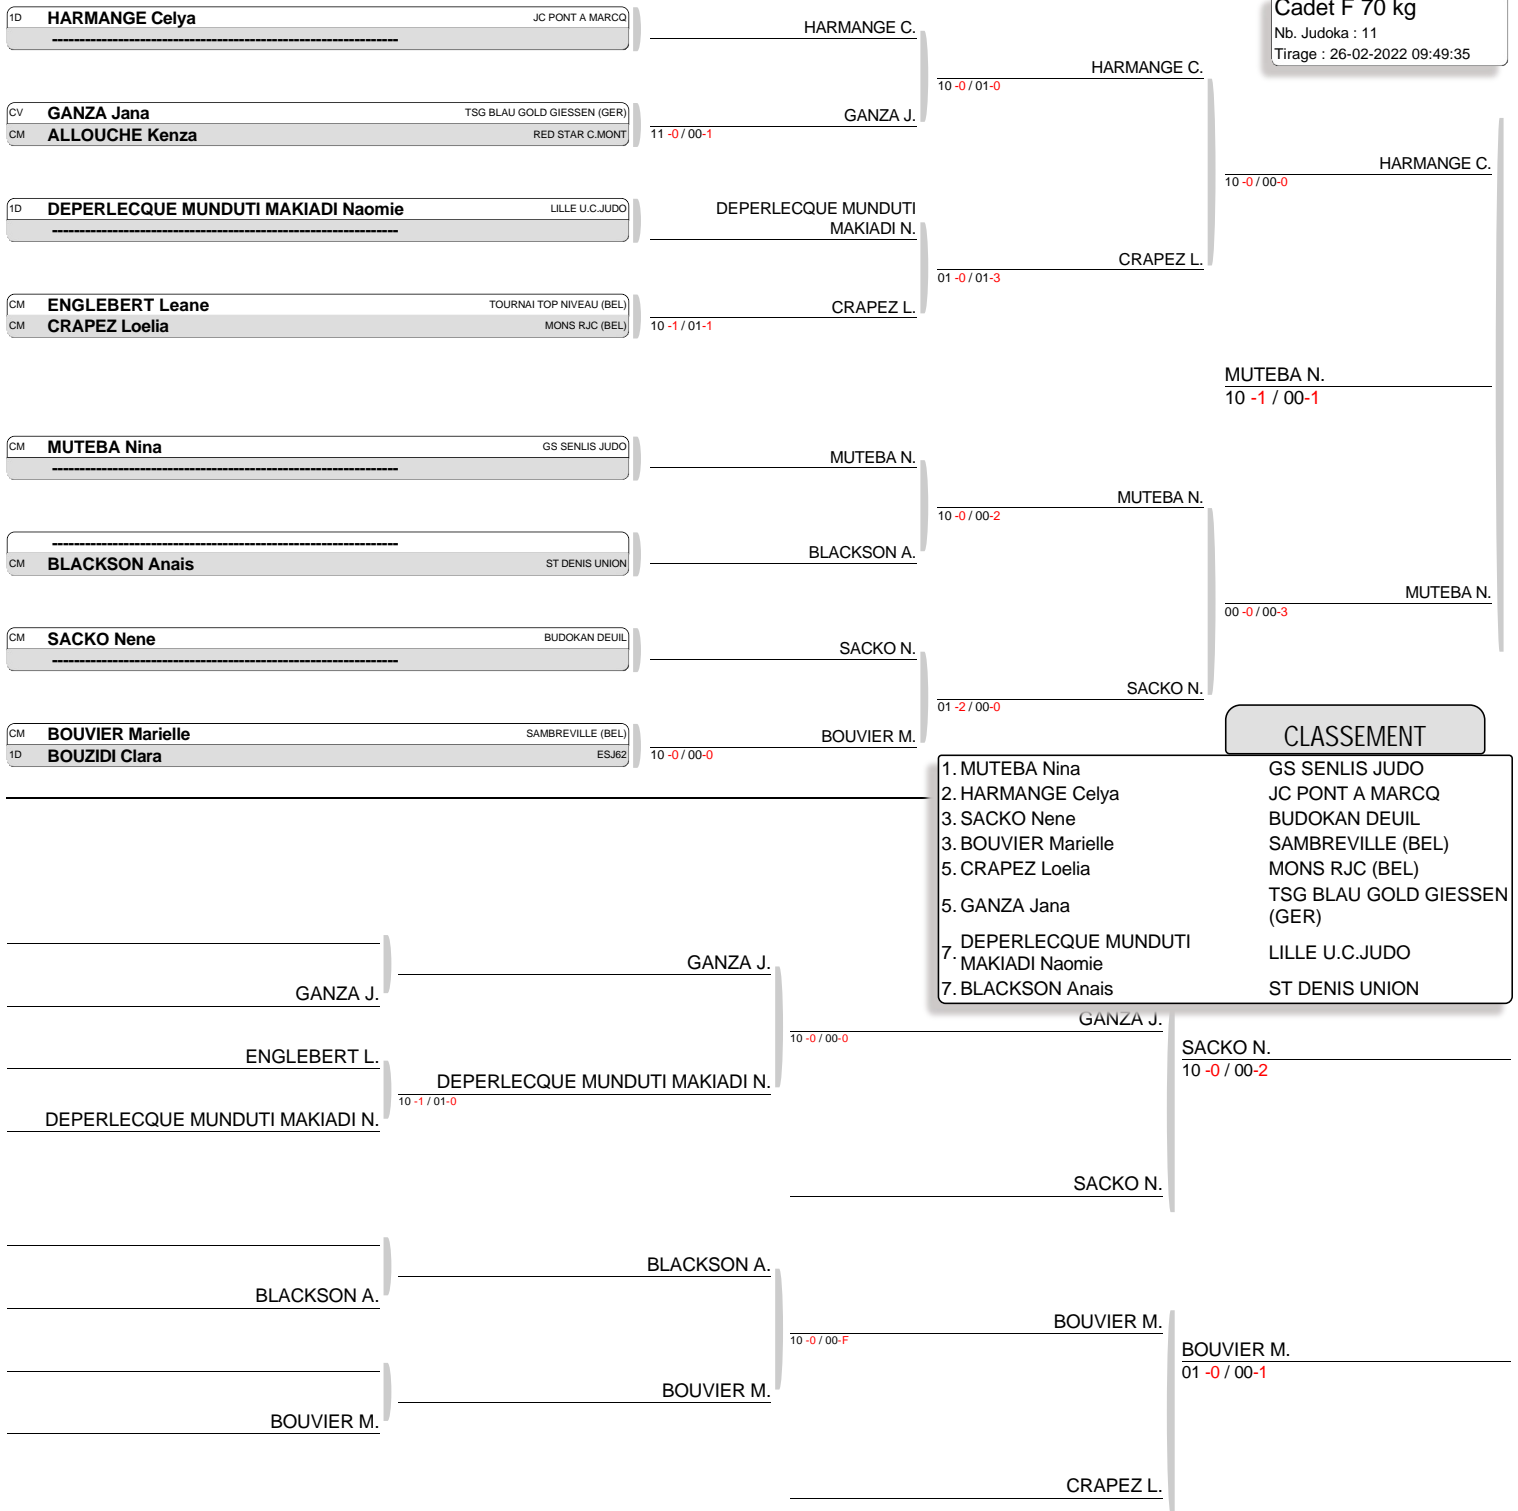 Cadet F 70 kg
Nb. Judoka : 11
Tirage : 26-02-2022 09:49:35
1D HARMANGE Celya JC PONT A MARCQ
----------------------------------------------------------------
CV GANZA Jana TSG BLAU GOLD GIESSEN (GER)
CM ALLOUCHE Kenza RED STAR C.MONT
1D DEPERLECQUE MUNDUTI MAKIADI Naomie LILLE U.C.JUDO
----------------------------------------------------------------
CM ENGLEBERT Leane TOURNAI TOP NIVEAU (BEL)
CM CRAPEZ Loelia MONS RJC (BEL)
CM MUTEBA Nina GS SENLIS JUDO
----------------------------------------------------------------
----------------------------------------------------------------
CM BLACKSON Anais ST DENIS UNION
CM SACKO Nene BUDOKAN DEUIL
----------------------------------------------------------------
CM BOUVIER Marielle SAMBREVILLE (BEL)
1D BOUZIDI Clara ESJ62
HARMANGE C.
GANZA J.
11 -0 / 00-1
DEPERLECQUE MUNDUTI
MAKIADI N.
CRAPEZ L.
10 -1 / 01-1
MUTEBA N.
BLACKSON A.
SACKO N.
BOUVIER M.
10 -0 / 00-0
HARMANGE C.
10 -0 / 01-0
CRAPEZ L.
01 -0 / 01-3
MUTEBA N.
10 -0 / 00-2
SACKO N.
01 -2 / 00-0
HARMANGE C.
10 -0 / 00-0
MUTEBA N.
10 -1 / 00-1
MUTEBA N.
00 -0 / 00-3
CLASSEMENT
1. MUTEBA Nina GS SENLIS JUDO
2. HARMANGE Celya JC PONT A MARCQ
3. SACKO Nene BUDOKAN DEUIL
3. BOUVIER Marielle SAMBREVILLE (BEL)
5. CRAPEZ Loelia MONS RJC (BEL)
5. GANZA Jana TSG BLAU GOLD GIESSEN
(GER)
7. DEPERLECQUE MUNDUTI
MAKIADI Naomie LILLE U.C.JUDO
7. BLACKSON Anais ST DENIS UNION
GANZA J.
ENGLEBERT L.
DEPERLECQUE MUNDUTI MAKIADI N.
BLACKSON A.
BOUVIER M.
GANZA J.
DEPERLECQUE MUNDUTI MAKIADI N.
10 -1 / 01-0
BLACKSON A.
BOUVIER M.
GANZA J.
10 -0 / 00-0
SACKO N.
BOUVIER M.
10 -0 / 00-F
CRAPEZ L.
SACKO N.
10 -0 / 00-2
BOUVIER M.
01 -0 / 00-1